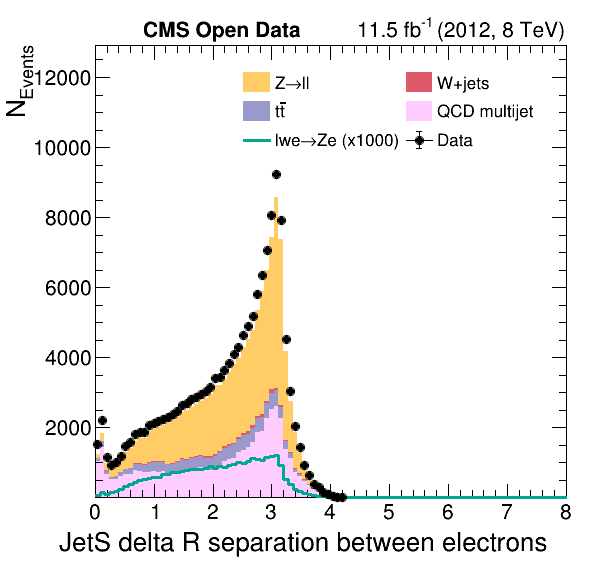 CMS Open Data 11.5 fb⁻¹ (2012, 8 TeV)
N_Events
12000
10000
8000
6000
4000
2000
Z→ll W+jets
tt̄ QCD multijet
lwe→Ze (x1000) Data
0 1 2 3 4 5 6 7 8
JetS delta R separation between electrons